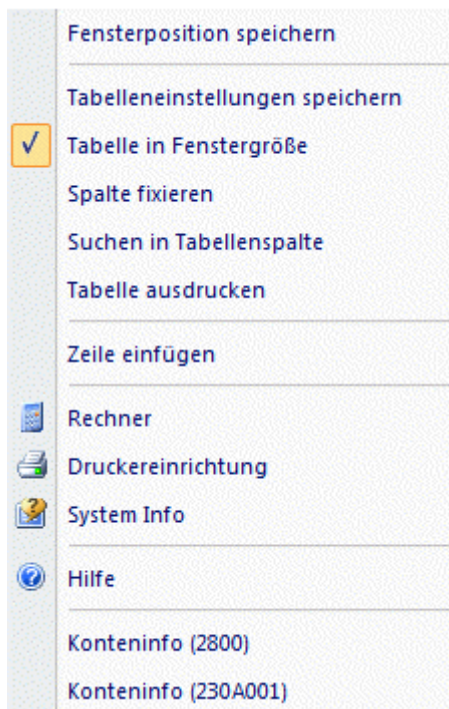 Fensterposition speichern
Tabelleneinstellungen speichern
Tabelle in Fenstergröße
Spalte fixieren
Suchen in Tabellenspalte
Tabelle ausdrucken
Zeile einfügen
Rechner
Druckereinrichtung
System Info
Hilfe
Konteninfo (2800)
Konteninfo (230A001)